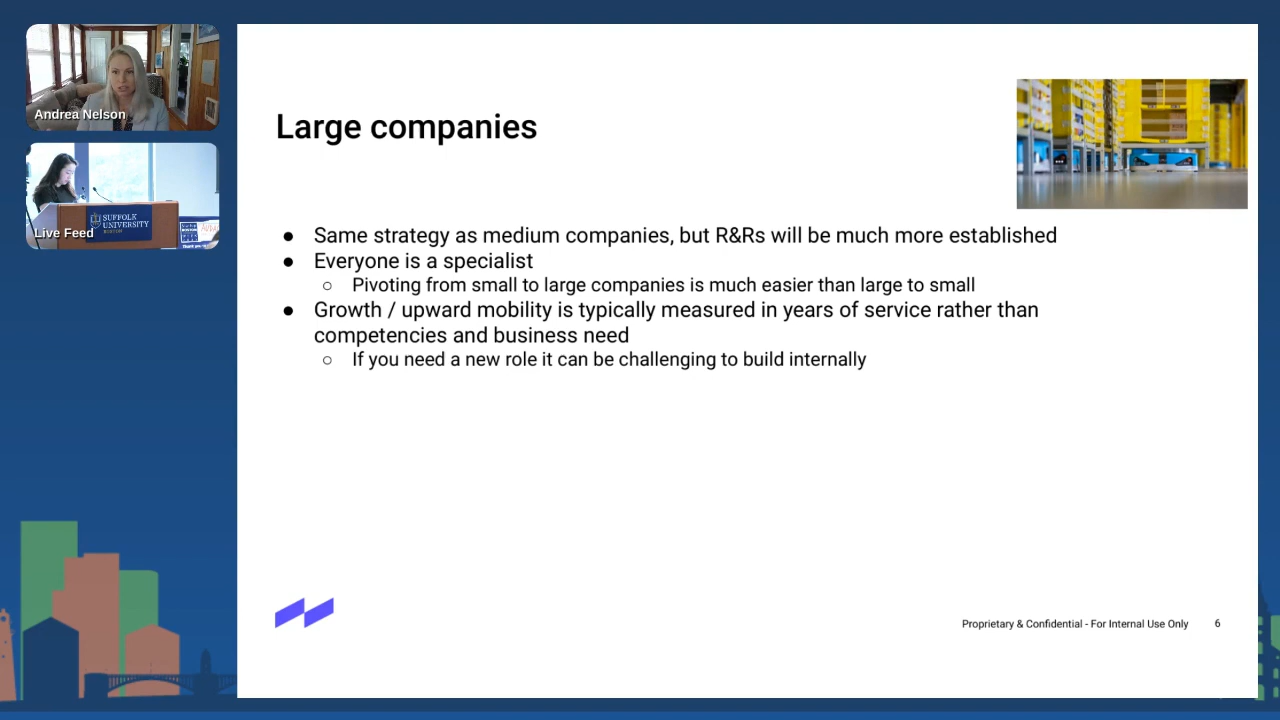 Andrea Nelson
SUFFOLK
UNIVERSITY
BOSTON
Live Feed
Large companies
● Same strategy as medium companies, but R&Rs will be much more established
● Everyone is a specialist
○ Pivoting from small to large companies is much easier than large to small
● Growth / upward mobility is typically measured in years of service rather than
competencies and business need
○ If you need a new role it can be challenging to build internally
Proprietary & Confidential - For Internal Use Only 6